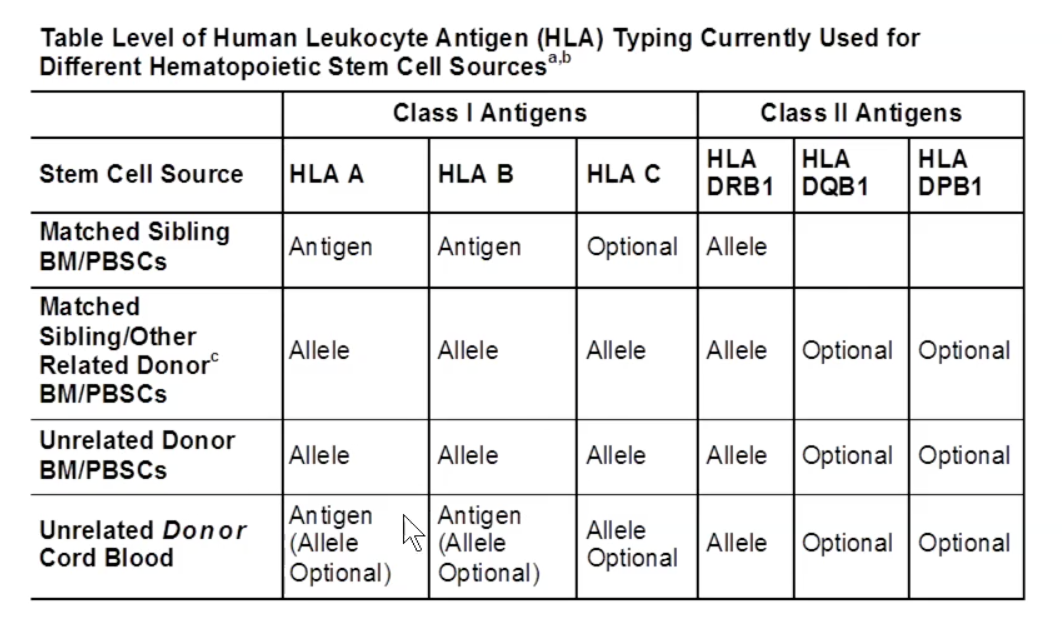 Table Level of Human Leukocyte Antigen (HLA) Typing Currently Used for
Different Hematopoietic Stem Cell Sources^a,b
Class I Antigens Class II Antigens
Stem Cell Source HLA A HLA B HLA C HLA DRB1 HLA DQB1 HLA DPB1
Matched Sibling
BM/PBSCs
Antigen Antigen Optional Allele
Matched
Sibling/Other
Related Donor^c
BM/PBSCs
Allele Allele Allele Allele Optional Optional
Unrelated Donor
BM/PBSCs
Allele Allele Allele Allele Optional Optional
Unrelated Donor
Cord Blood
Antigen
(Allele
Optional)
Antigen
(Allele
Optional)
Allele
Optional
Allele Optional Optional